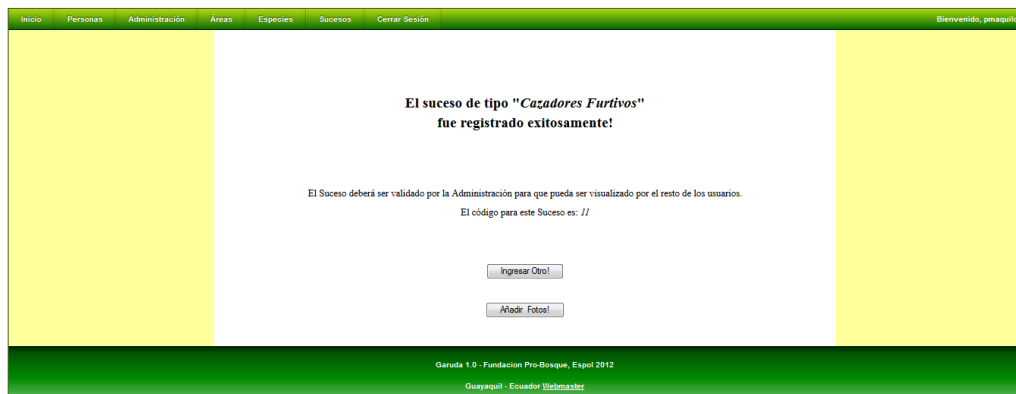 Inicio Personas Administración Áreas Especies Sucesos Cerrar Sesión Bienvenido, pmaquilo
El suceso de tipo "Cazadores Furtivos"
fue registrado exitosamente!
El Suceso deberá ser validado por la Administración para que pueda ser visualizado por el resto de los usuarios.
El código para este Suceso es: 11
Ingresar Otro!
Añadir Fotos!
Garuda 1.0 - Fundacion Pro-Bosque, Espol 2012
Guayaquil - Ecuador Webmaster